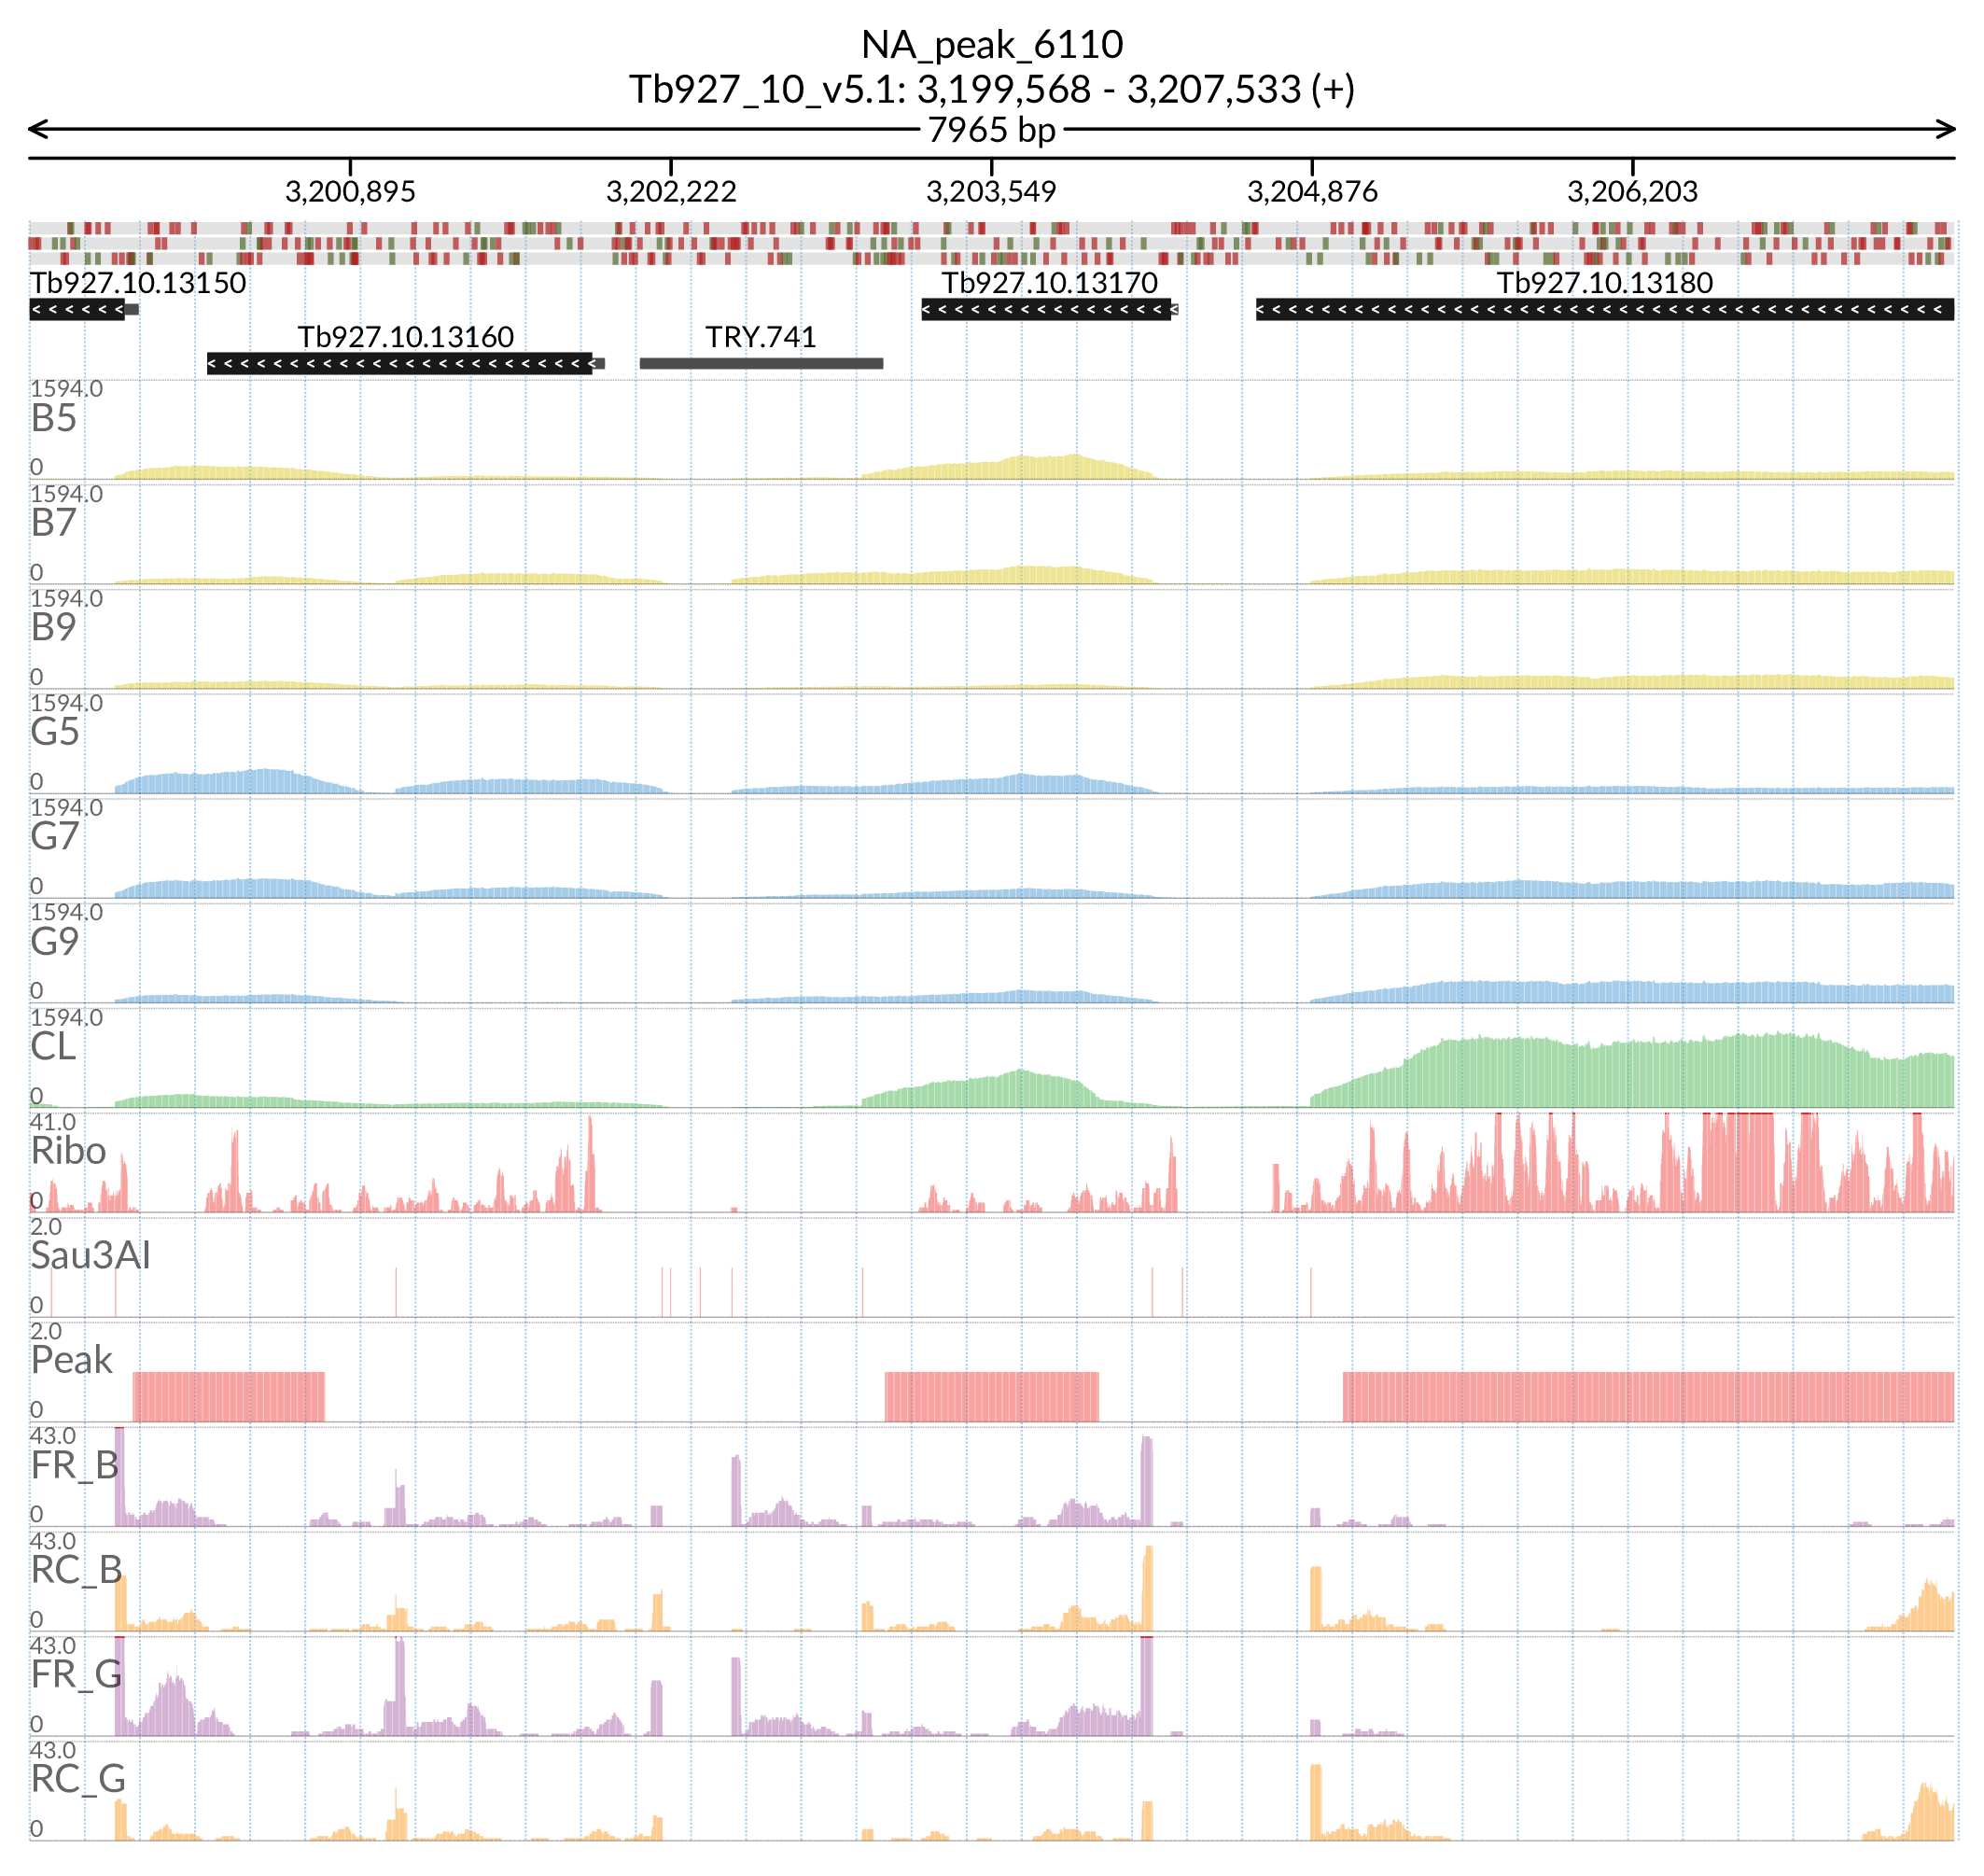 NA_peak_6110
Tb927_10_v5.1: 3,199,568 - 3,207,533 (+)
7965 bp
3,200,895 3,202,222 3,203,549 3,204,876 3,206,203
Tb927.10.13150 Tb927.10.13170 Tb927.10.13180
Tb927.10.13160 TRY.741
1594.0
B5
0
1594.0
B7
0
1594.0
B9
0
1594.0
G5
0
1594.0
G7
0
1594.0
G9
0
1594.0
CL
0
41.0
Ribo
0
2.0
Sau3AI
0
2.0
Peak
0
43.0
FR_B
0
43.0
RC_B
0
43.0
FR_G
0
43.0
RC_G
0